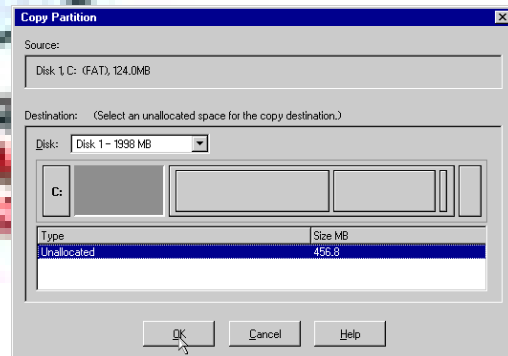 Copy Partition
Source:
Disk 1, C: (FAT), 124.0MB
Destination: (Select an unallocated space for the copy destination.)
Disk: Disk 1 - 1998 MB
C:
Type Size MB
Unallocated 456.8
OK Cancel Help